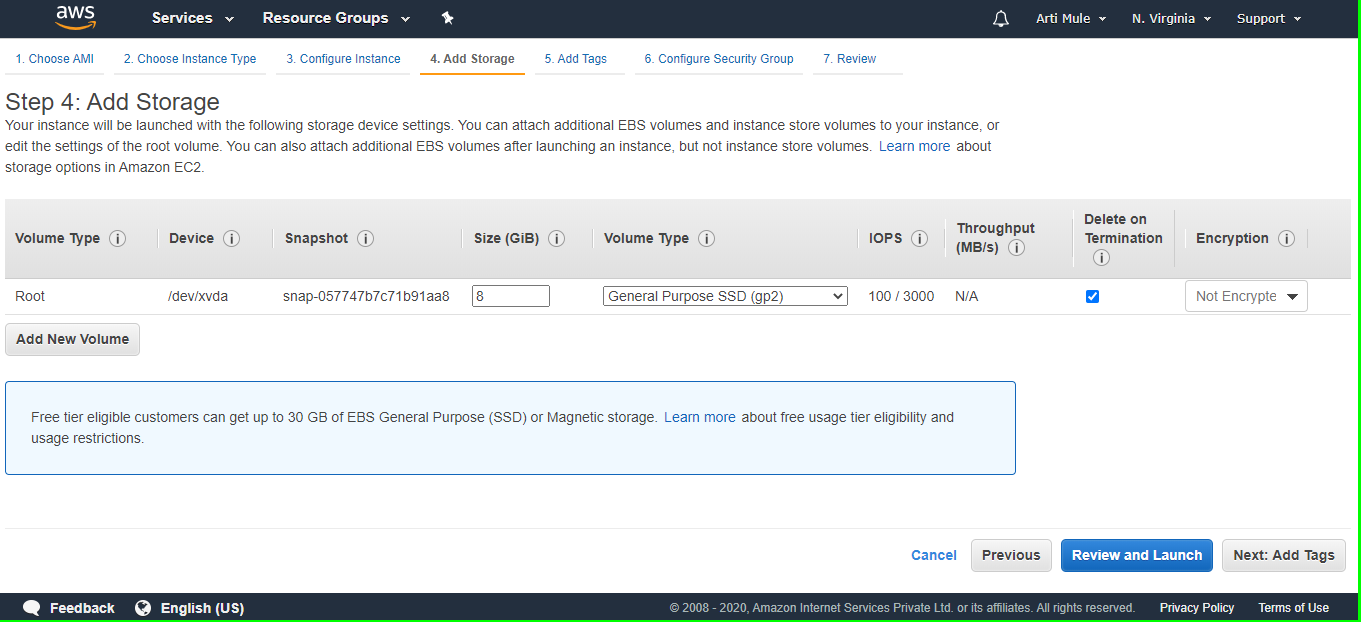 aws Services Resource Groups Arti Mule N. Virginia Support
1. Choose AMI 2. Choose Instance Type 3. Configure Instance 4. Add Storage 5. Add Tags 6. Configure Security Group 7. Review
Step 4: Add Storage
Your instance will be launched with the following storage device settings. You can attach additional EBS volumes and instance store volumes to your instance, or
edit the settings of the root volume. You can also attach additional EBS volumes after launching an instance, but not instance store volumes. Learn more about
storage options in Amazon EC2.
Volume Type i Device i Snapshot i Size (GiB) i Volume Type i IOPS i Throughput (MB/s) i Delete on Termination i Encryption i
Root /dev/xvda snap-057747b7c71b91aa8 8 General Purpose SSD (gp2) 100 / 3000 N/A Not Encrypte
Add New Volume
Free tier eligible customers can get up to 30 GB of EBS General Purpose (SSD) or Magnetic storage. Learn more about free usage tier eligibility and
usage restrictions.
Cancel Previous Review and Launch Next: Add Tags
Feedback English (US) © 2008 - 2020, Amazon Internet Services Private Ltd. or its affiliates. All rights reserved. Privacy Policy Terms of Use